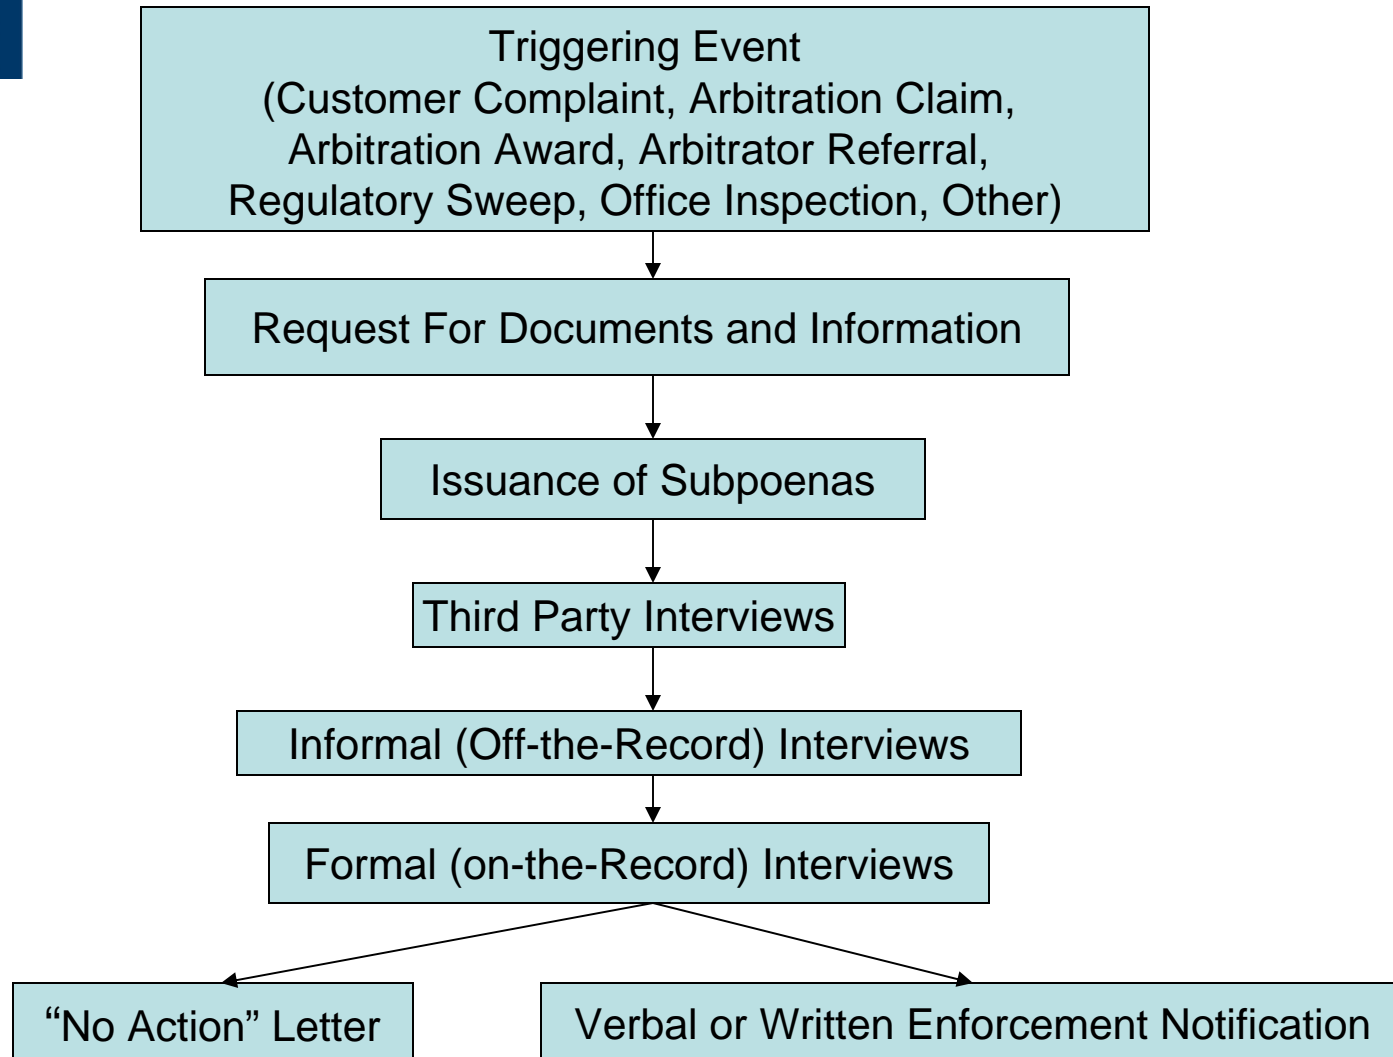 Triggering Event
(Customer Complaint, Arbitration Claim,
Arbitration Award, Arbitrator Referral,
Regulatory Sweep, Office Inspection, Other)
Request For Documents and Information
Issuance of Subpoenas
Third Party Interviews
Informal (Off-the-Record) Interviews
Formal (on-the-Record) Interviews
“No Action” Letter
Verbal or Written Enforcement Notification